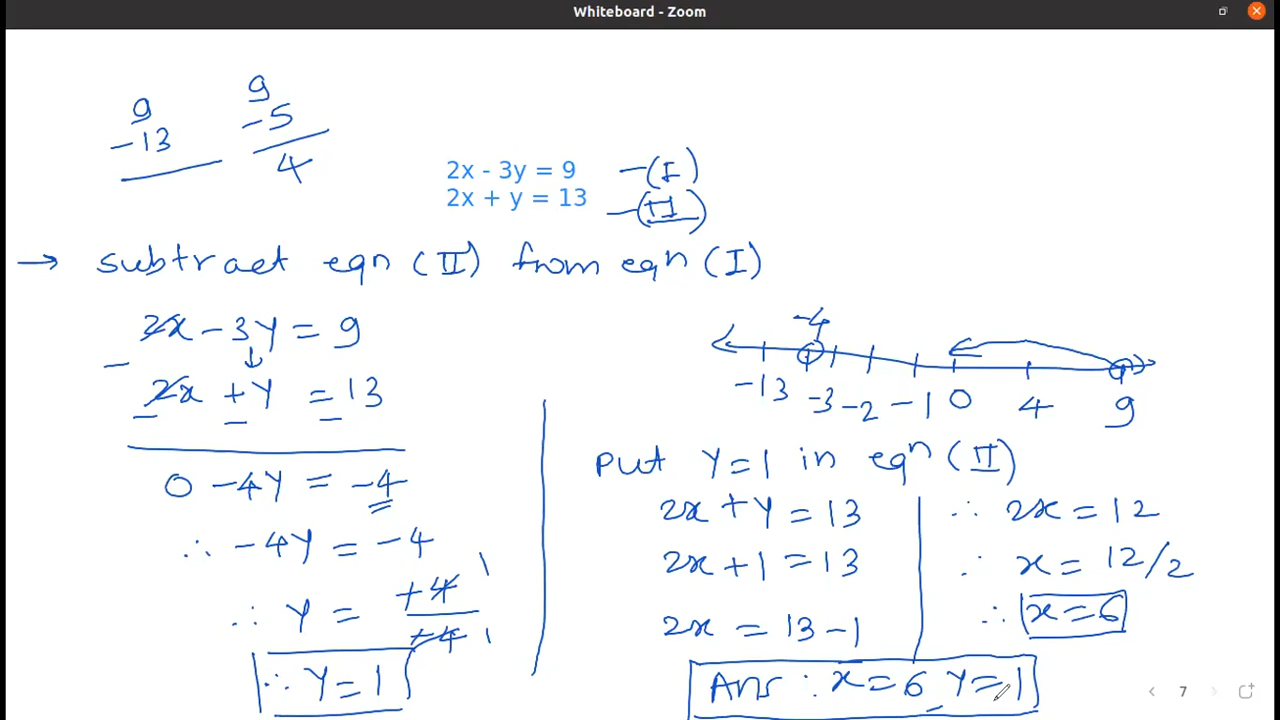 Whiteboard - Zoom
9
-13
9
-5
4
2x - 3y = 9 -(I)
2x + y = 13 -(II)
→ subtract eqn (II) from eqn (I)
2x - 3y = 9
-
2x + y = 13
- - -
0 - 4y = -4
∴ -4y = -4
∴ y = +4 1
+4 1
∴ y = 1
-4
-13 -3 -2 -1 0 4 9
put y = 1 in eqn (II)
2x + y = 13
2x + 1 = 13
2x = 13 - 1
∴ 2x = 12
∴ x = 12/2
∴ x = 6
Ans : x = 6, y = 1
7